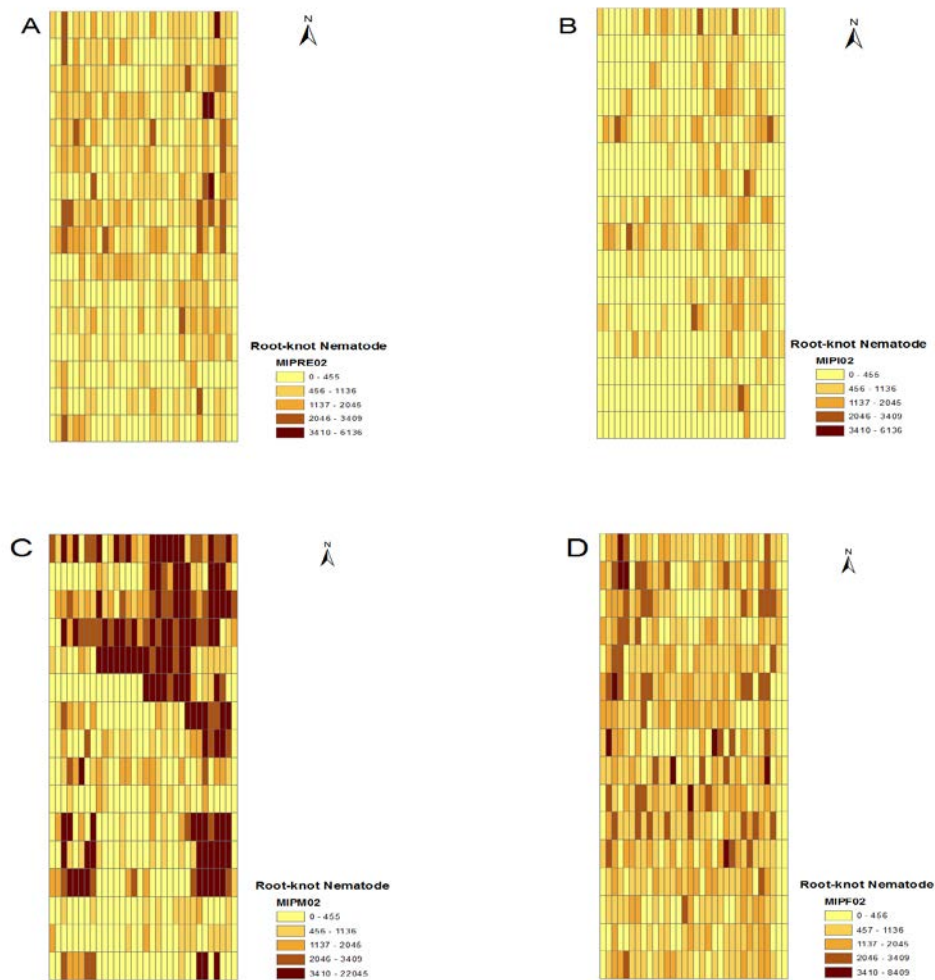 A
N
Root-knot Nematode
MIPRE02
0 - 455
456 - 1136
1137 - 2045
2046 - 3409
3410 - 6136
B
N
Root-knot Nematode
MIPI02
0 - 455
456 - 1136
1137 - 2045
2046 - 3409
3410 - 6136
C
N
Root-knot Nematode
MIPM02
0 - 455
456 - 1136
1137 - 2045
2046 - 3409
3410 - 22045
D
N
Root-knot Nematode
MIPF02
0 - 456
457 - 1136
1137 - 2045
2046 - 3409
3410 - 8409